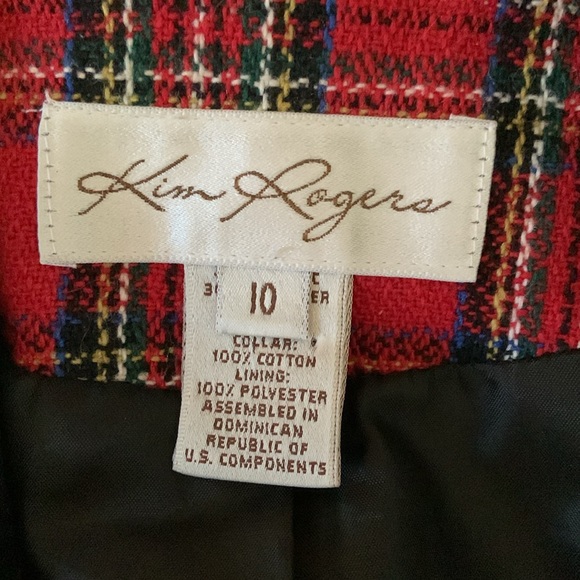 Kim Rogers
10
COLLAR:
100% COTTON
LINING:
100% POLYESTER
ASSEMBLED IN
DOMINICAN
REPUBLIC OF
U.S. COMPONENTS